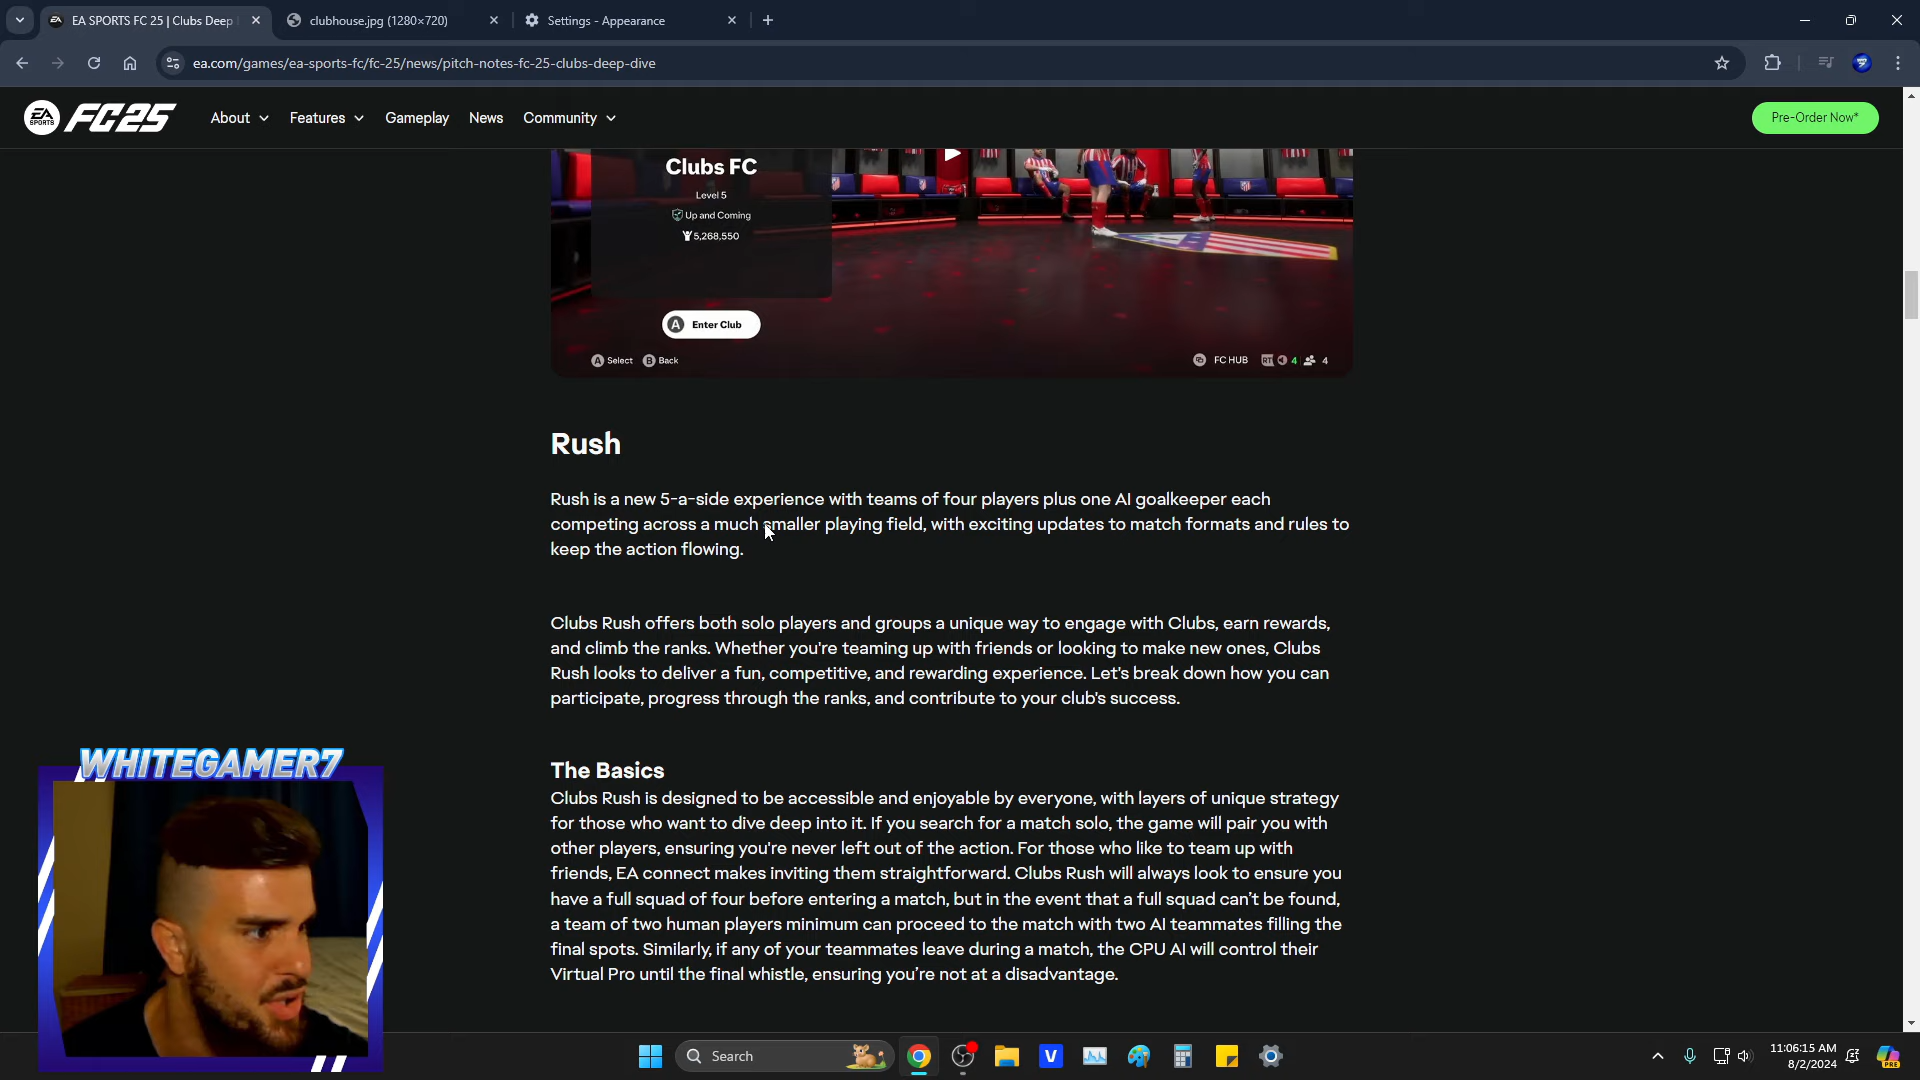 EA SPORTS FC 25 | Clubs Deep
clubhouse.jpg (1280×720)
Settings - Appearance
ea.com/games/ea-sports-fc/fc-25/news/pitch-notes-fc-25-clubs-deep-dive
EA SPORTS FC25
About
Features
Gameplay
News
Community
Pre-Order Now*
Clubs FC
Level 5
Up and Coming
5,268,550
A Enter Club
A Select B Back
FC HUB RT 4 4
Rush
Rush is a new 5-a-side experience with teams of four players plus one AI goalkeeper each
competing across a much smaller playing field, with exciting updates to match formats and rules to
keep the action flowing.
Clubs Rush offers both solo players and groups a unique way to engage with Clubs, earn rewards,
and climb the ranks. Whether you're teaming up with friends or looking to make new ones, Clubs
Rush looks to deliver a fun, competitive, and rewarding experience. Let's break down how you can
participate, progress through the ranks, and contribute to your club's success.
The Basics
Clubs Rush is designed to be accessible and enjoyable by everyone, with layers of unique strategy
for those who want to dive deep into it. If you search for a match solo, the game will pair you with
other players, ensuring you're never left out of the action. For those who like to team up with
friends, EA connect makes inviting them straightforward. Clubs Rush will always look to ensure you
have a full squad of four before entering a match, but in the event that a full squad can't be found,
a team of two human players minimum can proceed to the match with two AI teammates filling the
final spots. Similarly, if any of your teammates leave during a match, the CPU AI will control their
Virtual Pro until the final whistle, ensuring you're not at a disadvantage.
WHITEGAMER7
Search
V
11:06:15 AM
8/2/2024
PRE